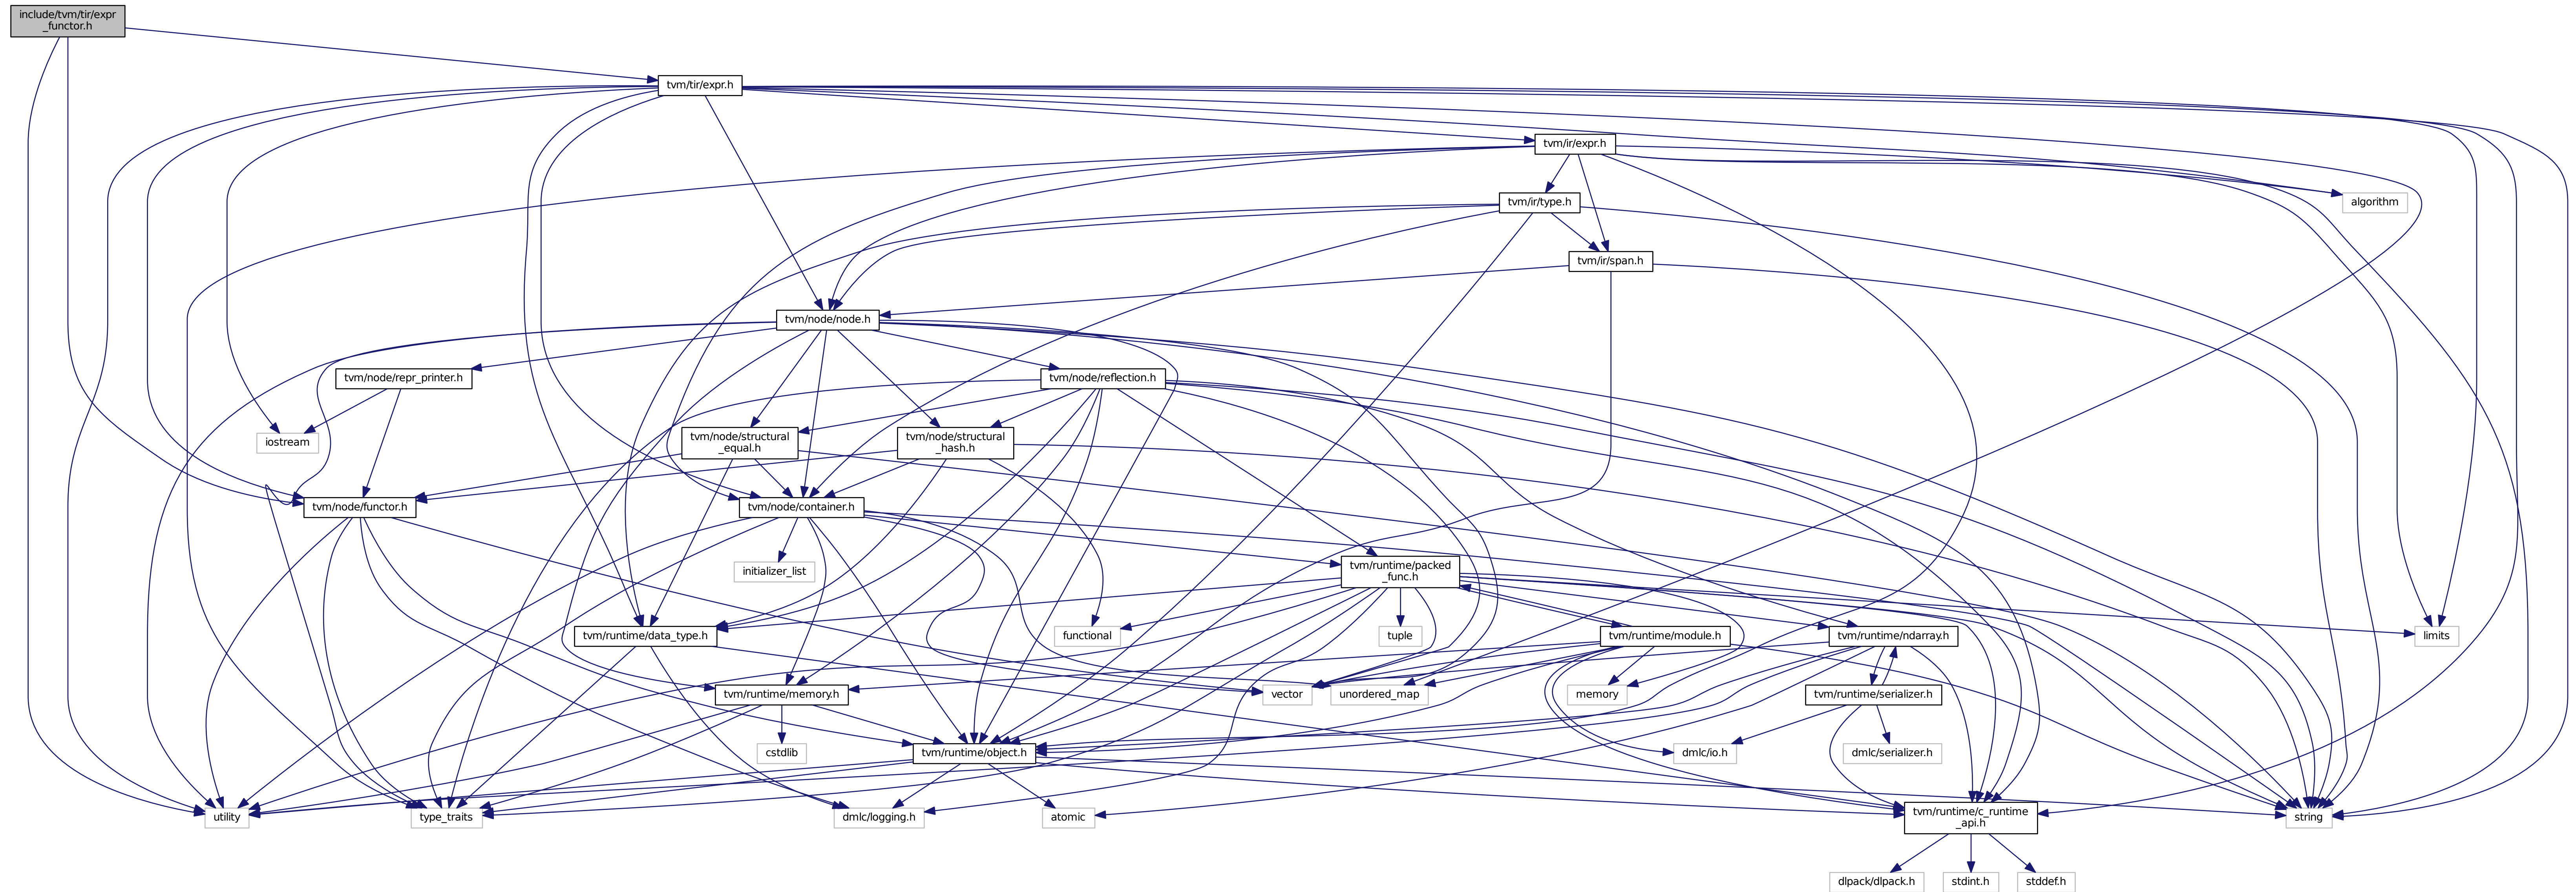 include/tvm/tir/expr
_functor.h
tvm/tir/expr.h
tvm/ir/expr.h
tvm/ir/type.h
algorithm
tvm/ir/span.h
tvm/node/node.h
tvm/node/repr_printer.h
tvm/node/reflection.h
iostream
tvm/node/structural
_equal.h
tvm/node/structural
_hash.h
tvm/node/functor.h
tvm/node/container.h
initializer_list
tvm/runtime/packed
_func.h
tvm/runtime/data_type.h
functional
tuple
tvm/runtime/module.h
tvm/runtime/ndarray.h
limits
tvm/runtime/memory.h
vector
unordered_map
memory
tvm/runtime/serializer.h
cstdlib
tvm/runtime/object.h
dmlc/io.h
dmlc/serializer.h
utility
type_traits
dmlc/logging.h
atomic
tvm/runtime/c_runtime
_api.h
string
dlpack/dlpack.h
stdint.h
stddef.h